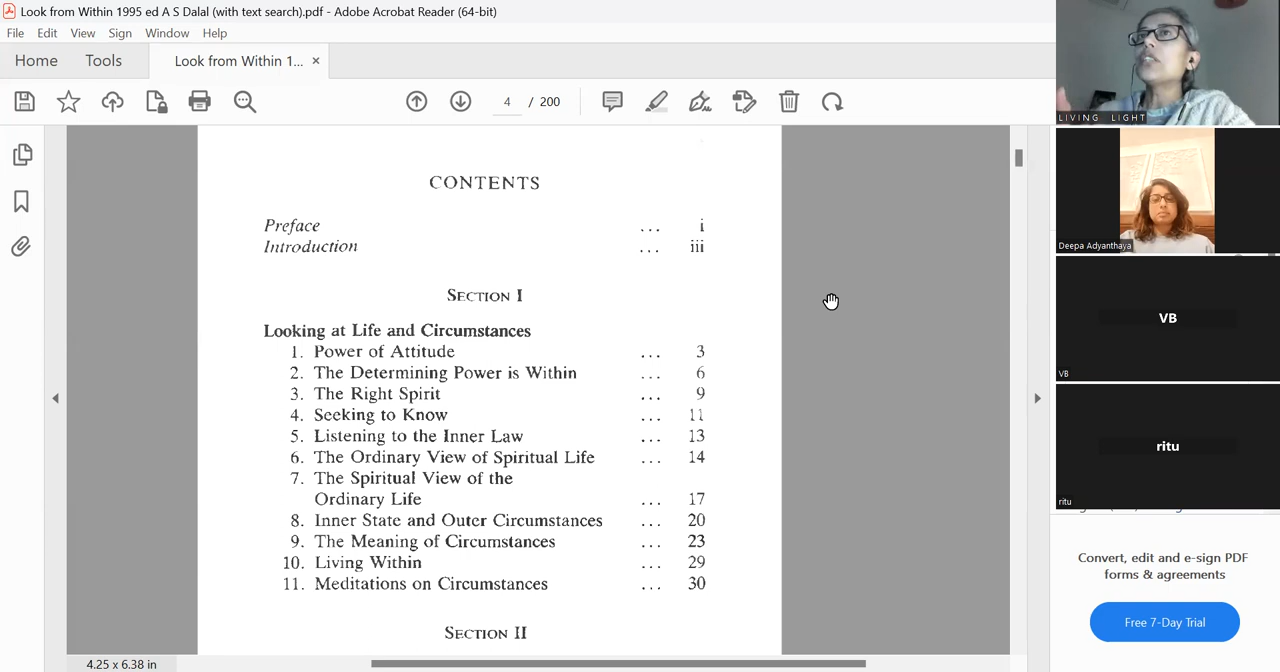 Look from Within 1995 ed A S Dalal (with text search).pdf - Adobe Acrobat Reader (64-bit)
File Edit View Sign Window Help
Home Tools Look from Within 1... ×
4 / 200
CONTENTS
Preface ... i
Introduction ... iii
SECTION I
Looking at Life and Circumstances
1. Power of Attitude ... 3
2. The Determining Power is Within ... 6
3. The Right Spirit ... 9
4. Seeking to Know ... 11
5. Listening to the Inner Law ... 13
6. The Ordinary View of Spiritual Life ... 14
7. The Spiritual View of the
Ordinary Life ... 17
8. Inner State and Outer Circumstances ... 20
9. The Meaning of Circumstances ... 23
10. Living Within ... 29
11. Meditations on Circumstances ... 30
SECTION II
4.25 x 6.38 in
LIVING LIGHT
Deepa Adyanthaya
VB
VB
ritu
ritu
Convert, edit and e-sign PDF
forms & agreements
Free 7-Day Trial